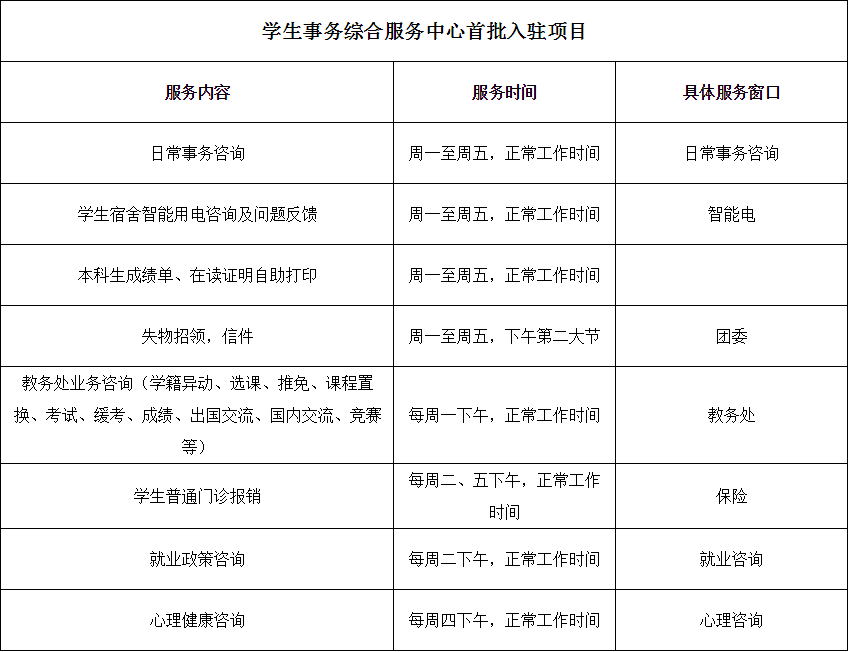 学生事务综合服务中心首批入驻项目
服务内容 服务时间 具体服务窗口
日常事务咨询 周一至周五，正常工作时间 日常事务咨询
学生宿舍智能用电咨询及问题反馈 周一至周五，正常工作时间 智能电
本科生成绩单、在读证明自助打印 周一至周五，正常工作时间
失物招领，信件 周一至周五，下午第二大节 团委
教务处业务咨询（学籍异动、选课、推免、课程置
换、考试、缓考、成绩、出国交流、国内交流、竞赛
等）
每周一下午，正常工作时间 教务处
学生普通门诊报销
每周二、五下午，正常工作
时间
保险
就业政策咨询 每周二下午，正常工作时间 就业咨询
心理健康咨询 每周四下午，正常工作时间 心理咨询